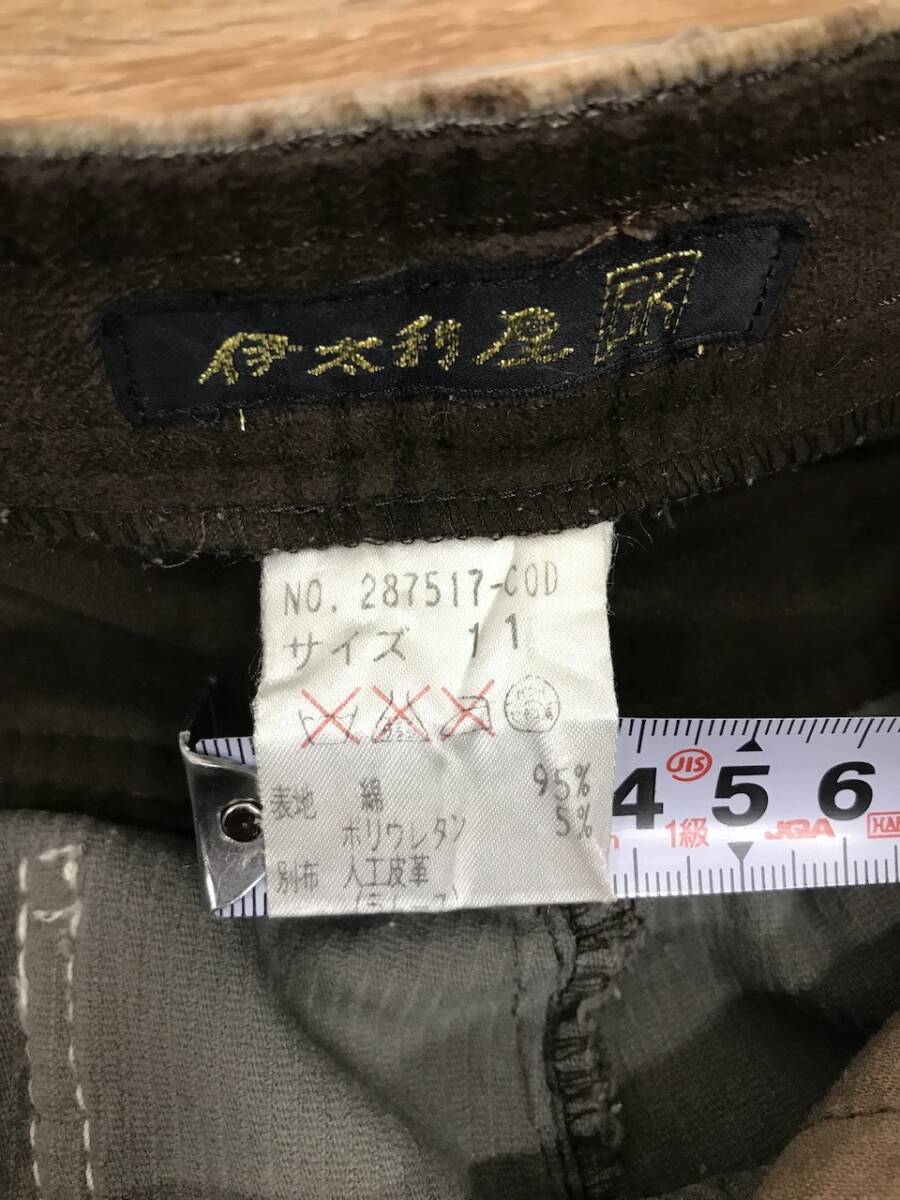 伊太利屋
NO. 287517-COD
サイズ 11
表地 綿 95%
ポリウレタン 5%
別布 人工皮革
4 5 6
JIS
1級